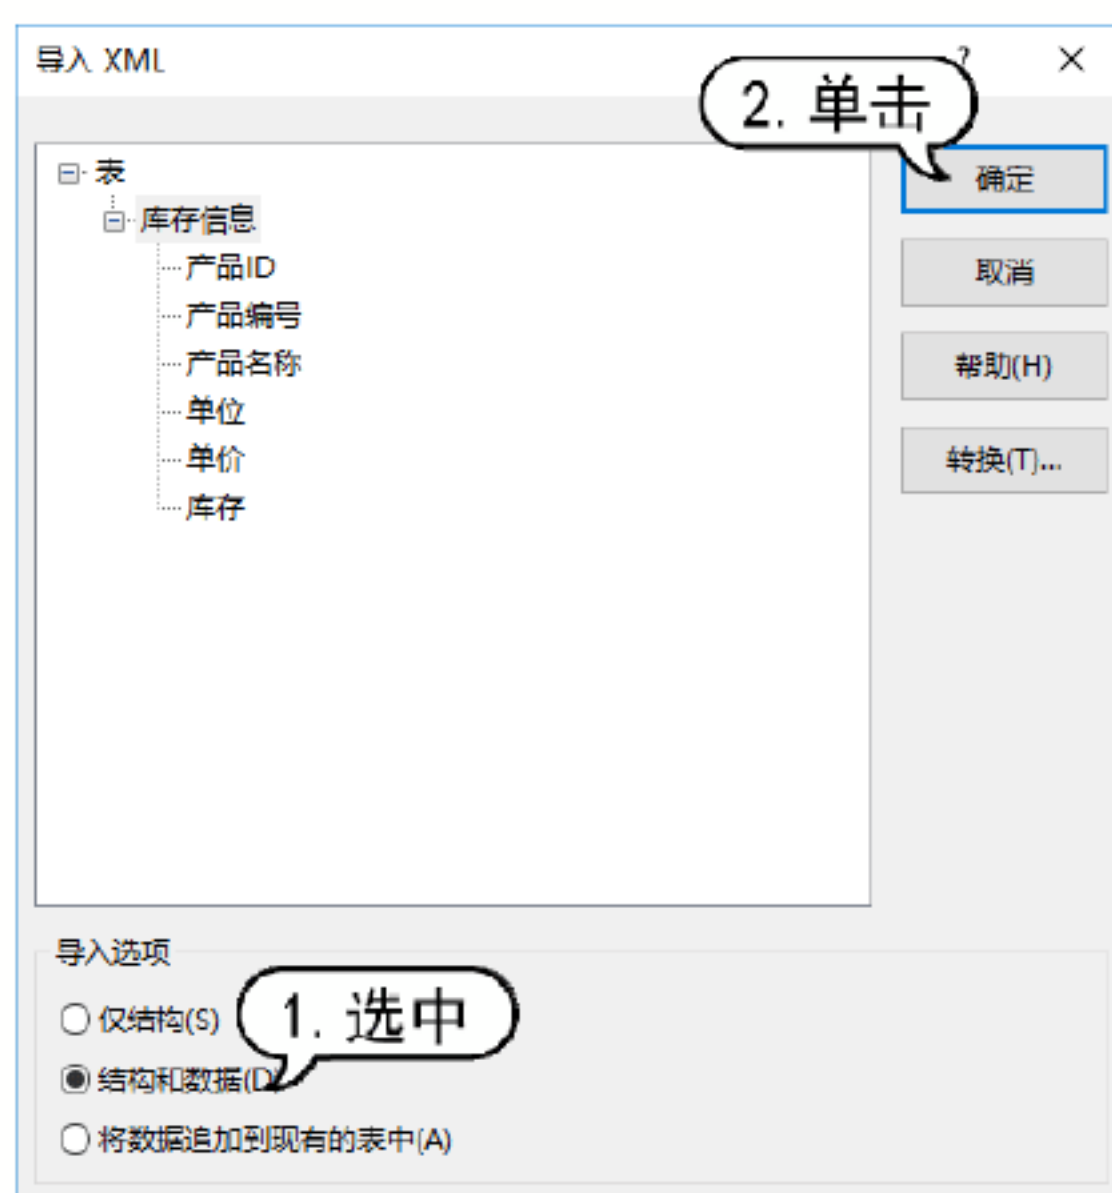 导入 XML
?
2. 单击
确定
表
库存信息
产品ID
产品编号
产品名称
单位
单价
库存
取消
帮助(H)
转换(T)...
导入选项
仅结构(S)
1. 选中
结构和数据(D)
将数据追加到现有的表中(A)